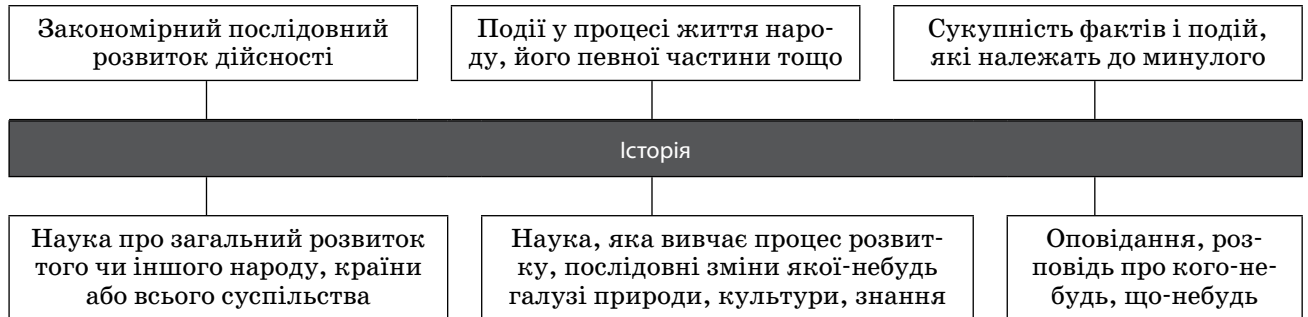 Закономірний послідовний
розвиток дійсності
Події у процесі життя наро-
ду, його певної частини тощо
Сукупність фактів і подій,
які належать до минулого
Історія
Наука про загальний розвиток
того чи іншого народу, країни
або всього суспільства
Наука, яка вивчає процес розвит-
ку, послідовні зміни якої-небудь
галузі природи, культури, знання
Оповідання, роз-
повідь про кого-не-
будь, що-небудь